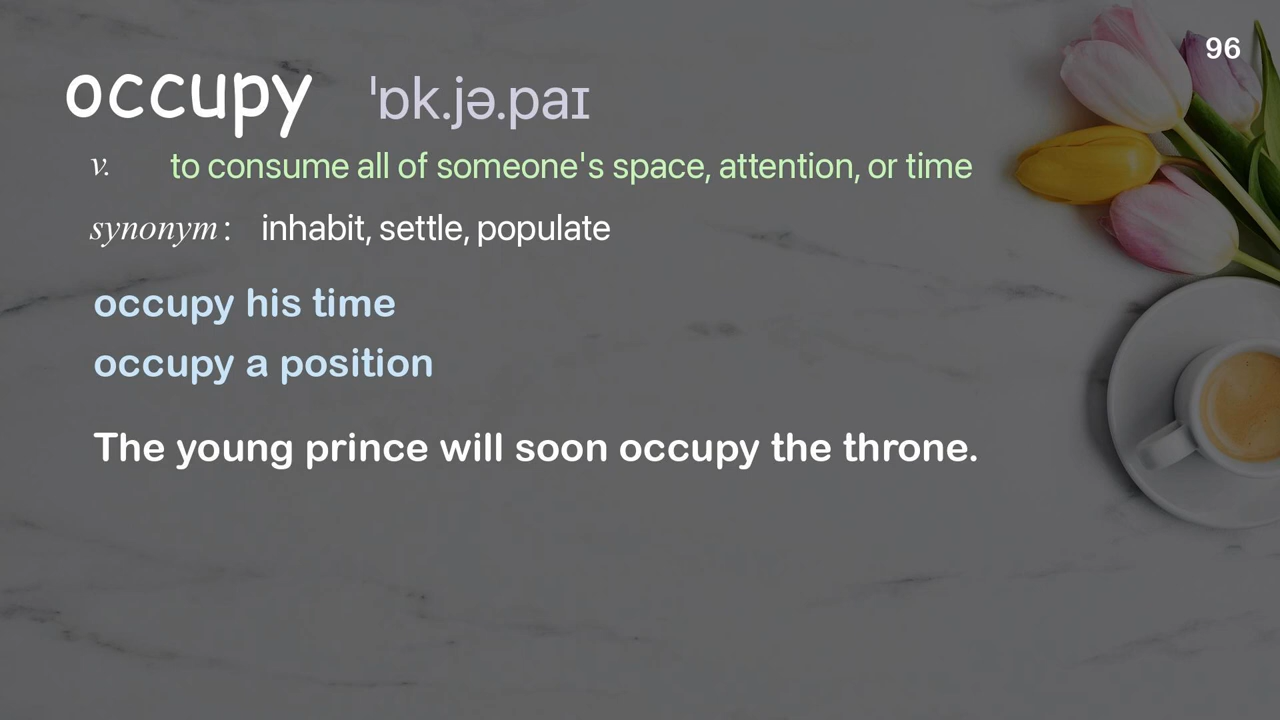 96
occupy ˈɒk.jə.paɪ
v. to consume all of someone's space, attention, or time
synonym: inhabit, settle, populate
occupy his time
occupy a position
The young prince will soon occupy the throne.